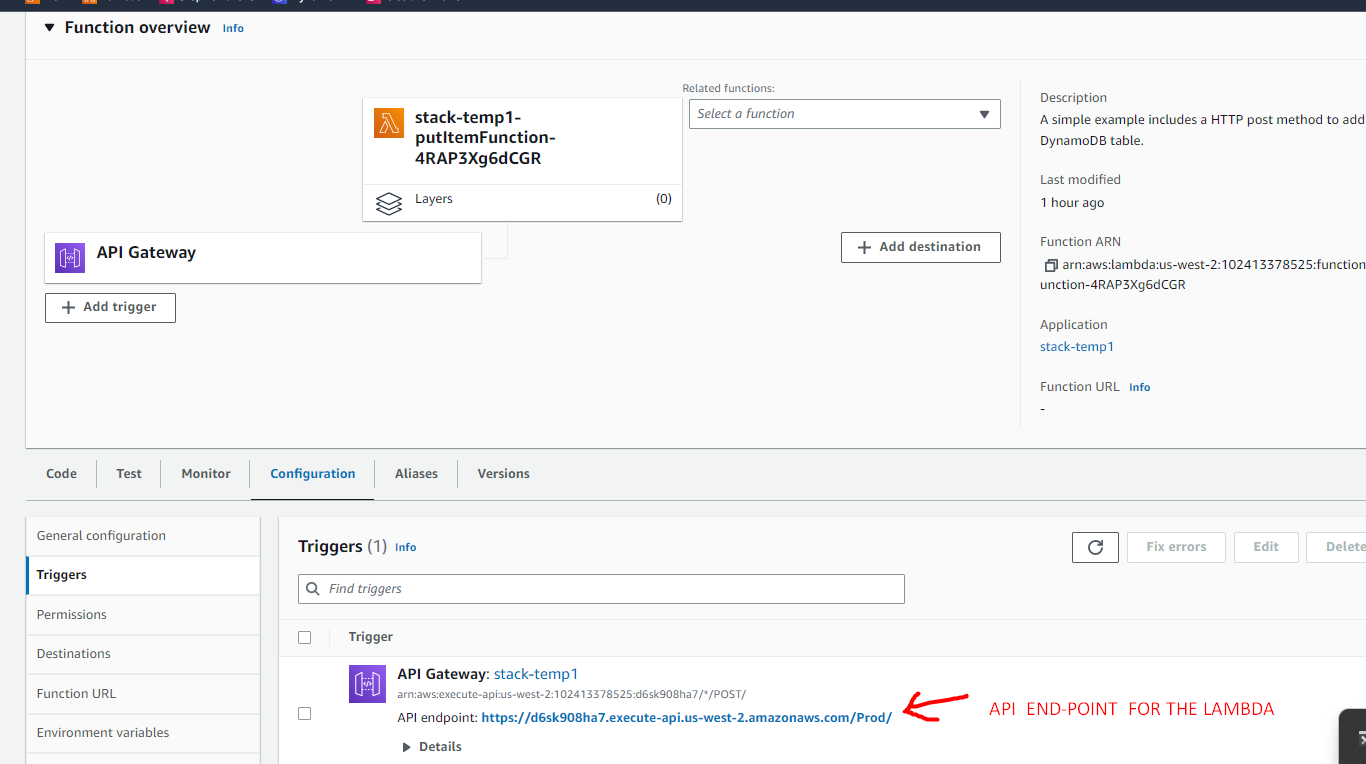 Function overview Info
Related functions:
Select a function
stack-temp1-
putItemFunction-
4RAP3Xg6dCGR
Layers (0)
API Gateway
Add trigger
Add destination
Description
A simple example includes a HTTP post method to add
DynamoDB table.
Last modified
1 hour ago
Function ARN
arn:aws:lambda:us-west-2:102413378525:function
unction-4RAP3Xg6dCGR
Application
stack-temp1
Function URL Info
-
Code Test Monitor Configuration Aliases Versions
General configuration
Triggers
Permissions
Destinations
Function URL
Environment variables
Triggers (1) Info
Fix errors Edit Delete
Find triggers
Trigger
API Gateway: stack-temp1
arn:aws:execute-api:us-west-2:102413378525:d6sk908ha7/*/POST/
API endpoint: https://d6sk908ha7.execute-api.us-west-2.amazonaws.com/Prod/
API END-POINT FOR THE LAMBDA
Details